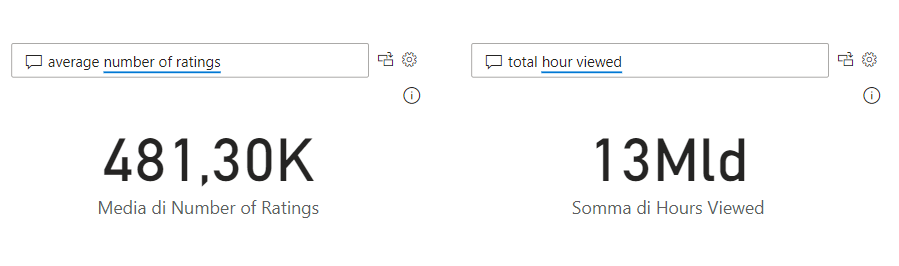 average number of ratings
total hour viewed
481,30K
13Mld
Media di Number of Ratings
Somma di Hours Viewed